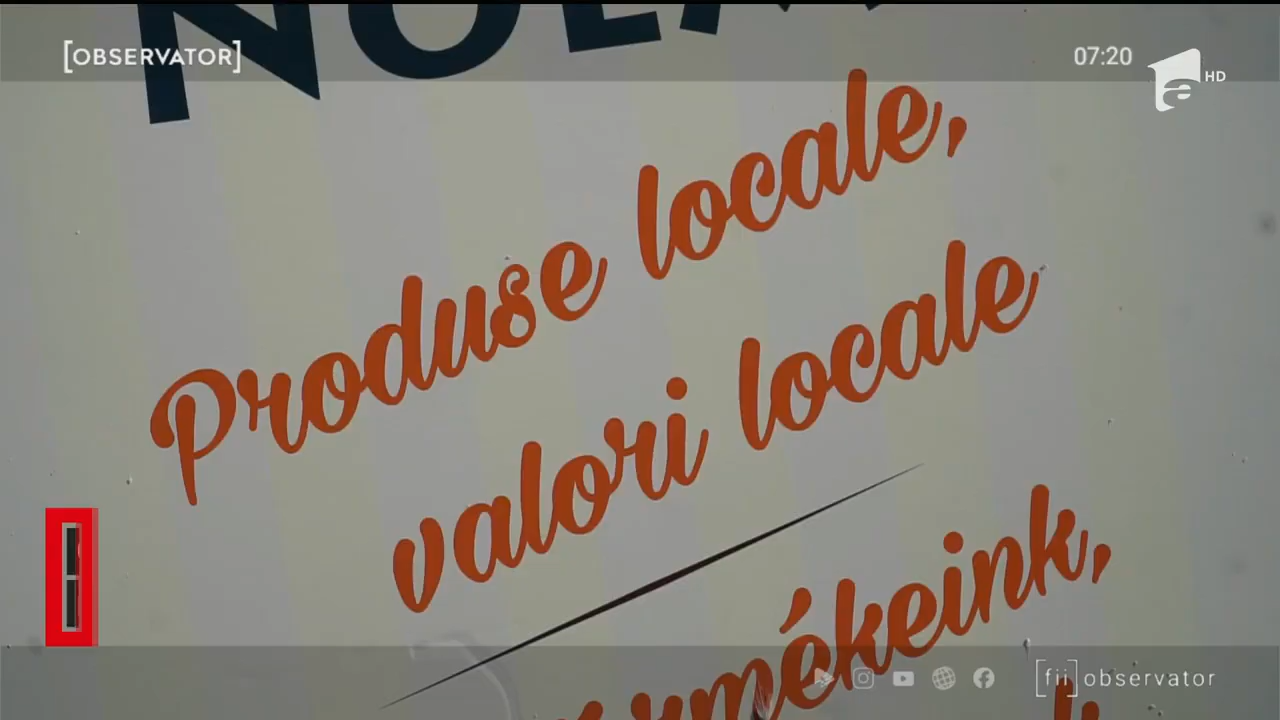 [OBSERVATOR]
07:20
HD
Produse locale,
valori locale
[fii] observator